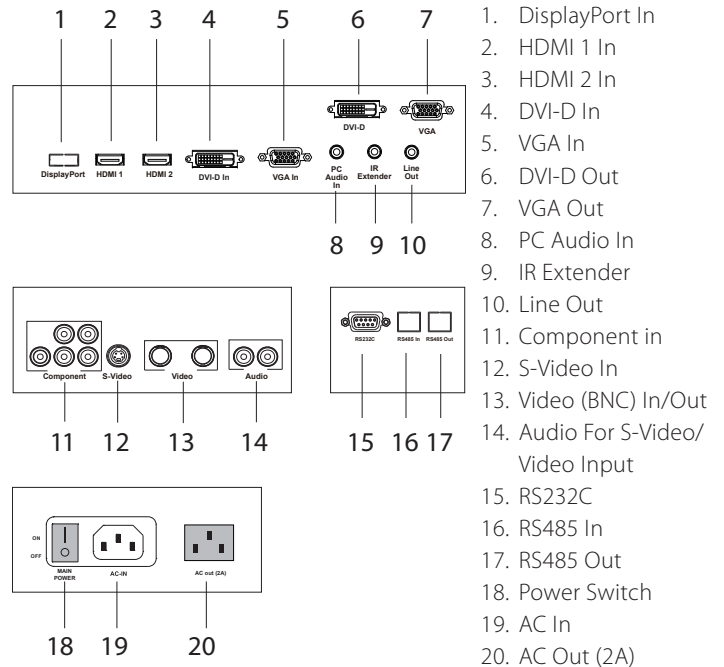 1 2 3 4 5 6 7
DVI-D VGA
DisplayPort HDMI 1 HDMI 2 DVI-D In VGA In PC Audio In IR Extender Line Out
8 9 10
Component S-Video Video Audio
11 12 13 14
RS232C RS485 In RS485 Out
15 16 17
ON
OFF
MAIN POWER AC-IN AC out (2A)
18 19 20
1. DisplayPort In
2. HDMI 1 In
3. HDMI 2 In
4. DVI-D In
5. VGA In
6. DVI-D Out
7. VGA Out
8. PC Audio In
9. IR Extender
10. Line Out
11. Component in
12. S-Video In
13. Video (BNC) In/Out
14. Audio For S-Video/
Video Input
15. RS232C
16. RS485 In
17. RS485 Out
18. Power Switch
19. AC In
20. AC Out (2A)